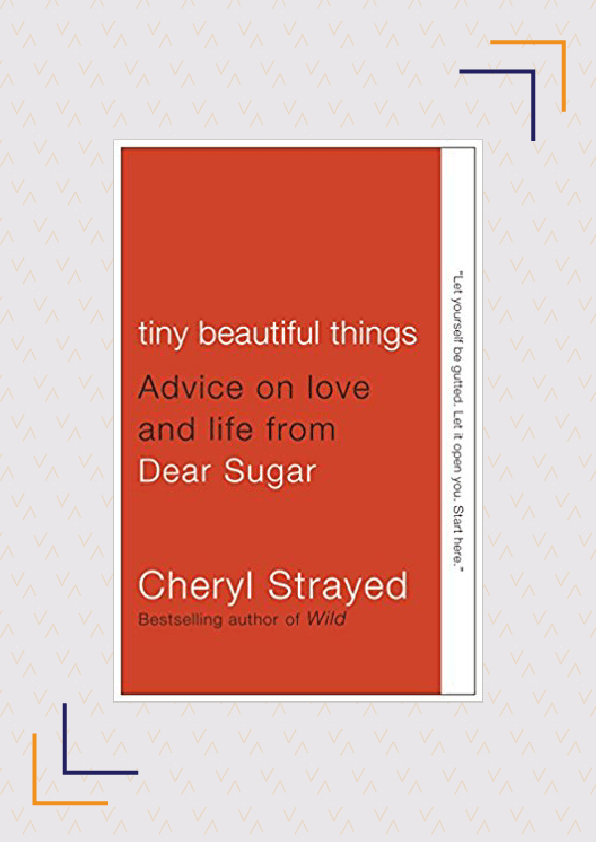 tiny beautiful things
Advice on love
and life from
Dear Sugar
Cheryl Strayed
Bestselling author of Wild
"Let yourself be gutted. Let it open you. Start here."